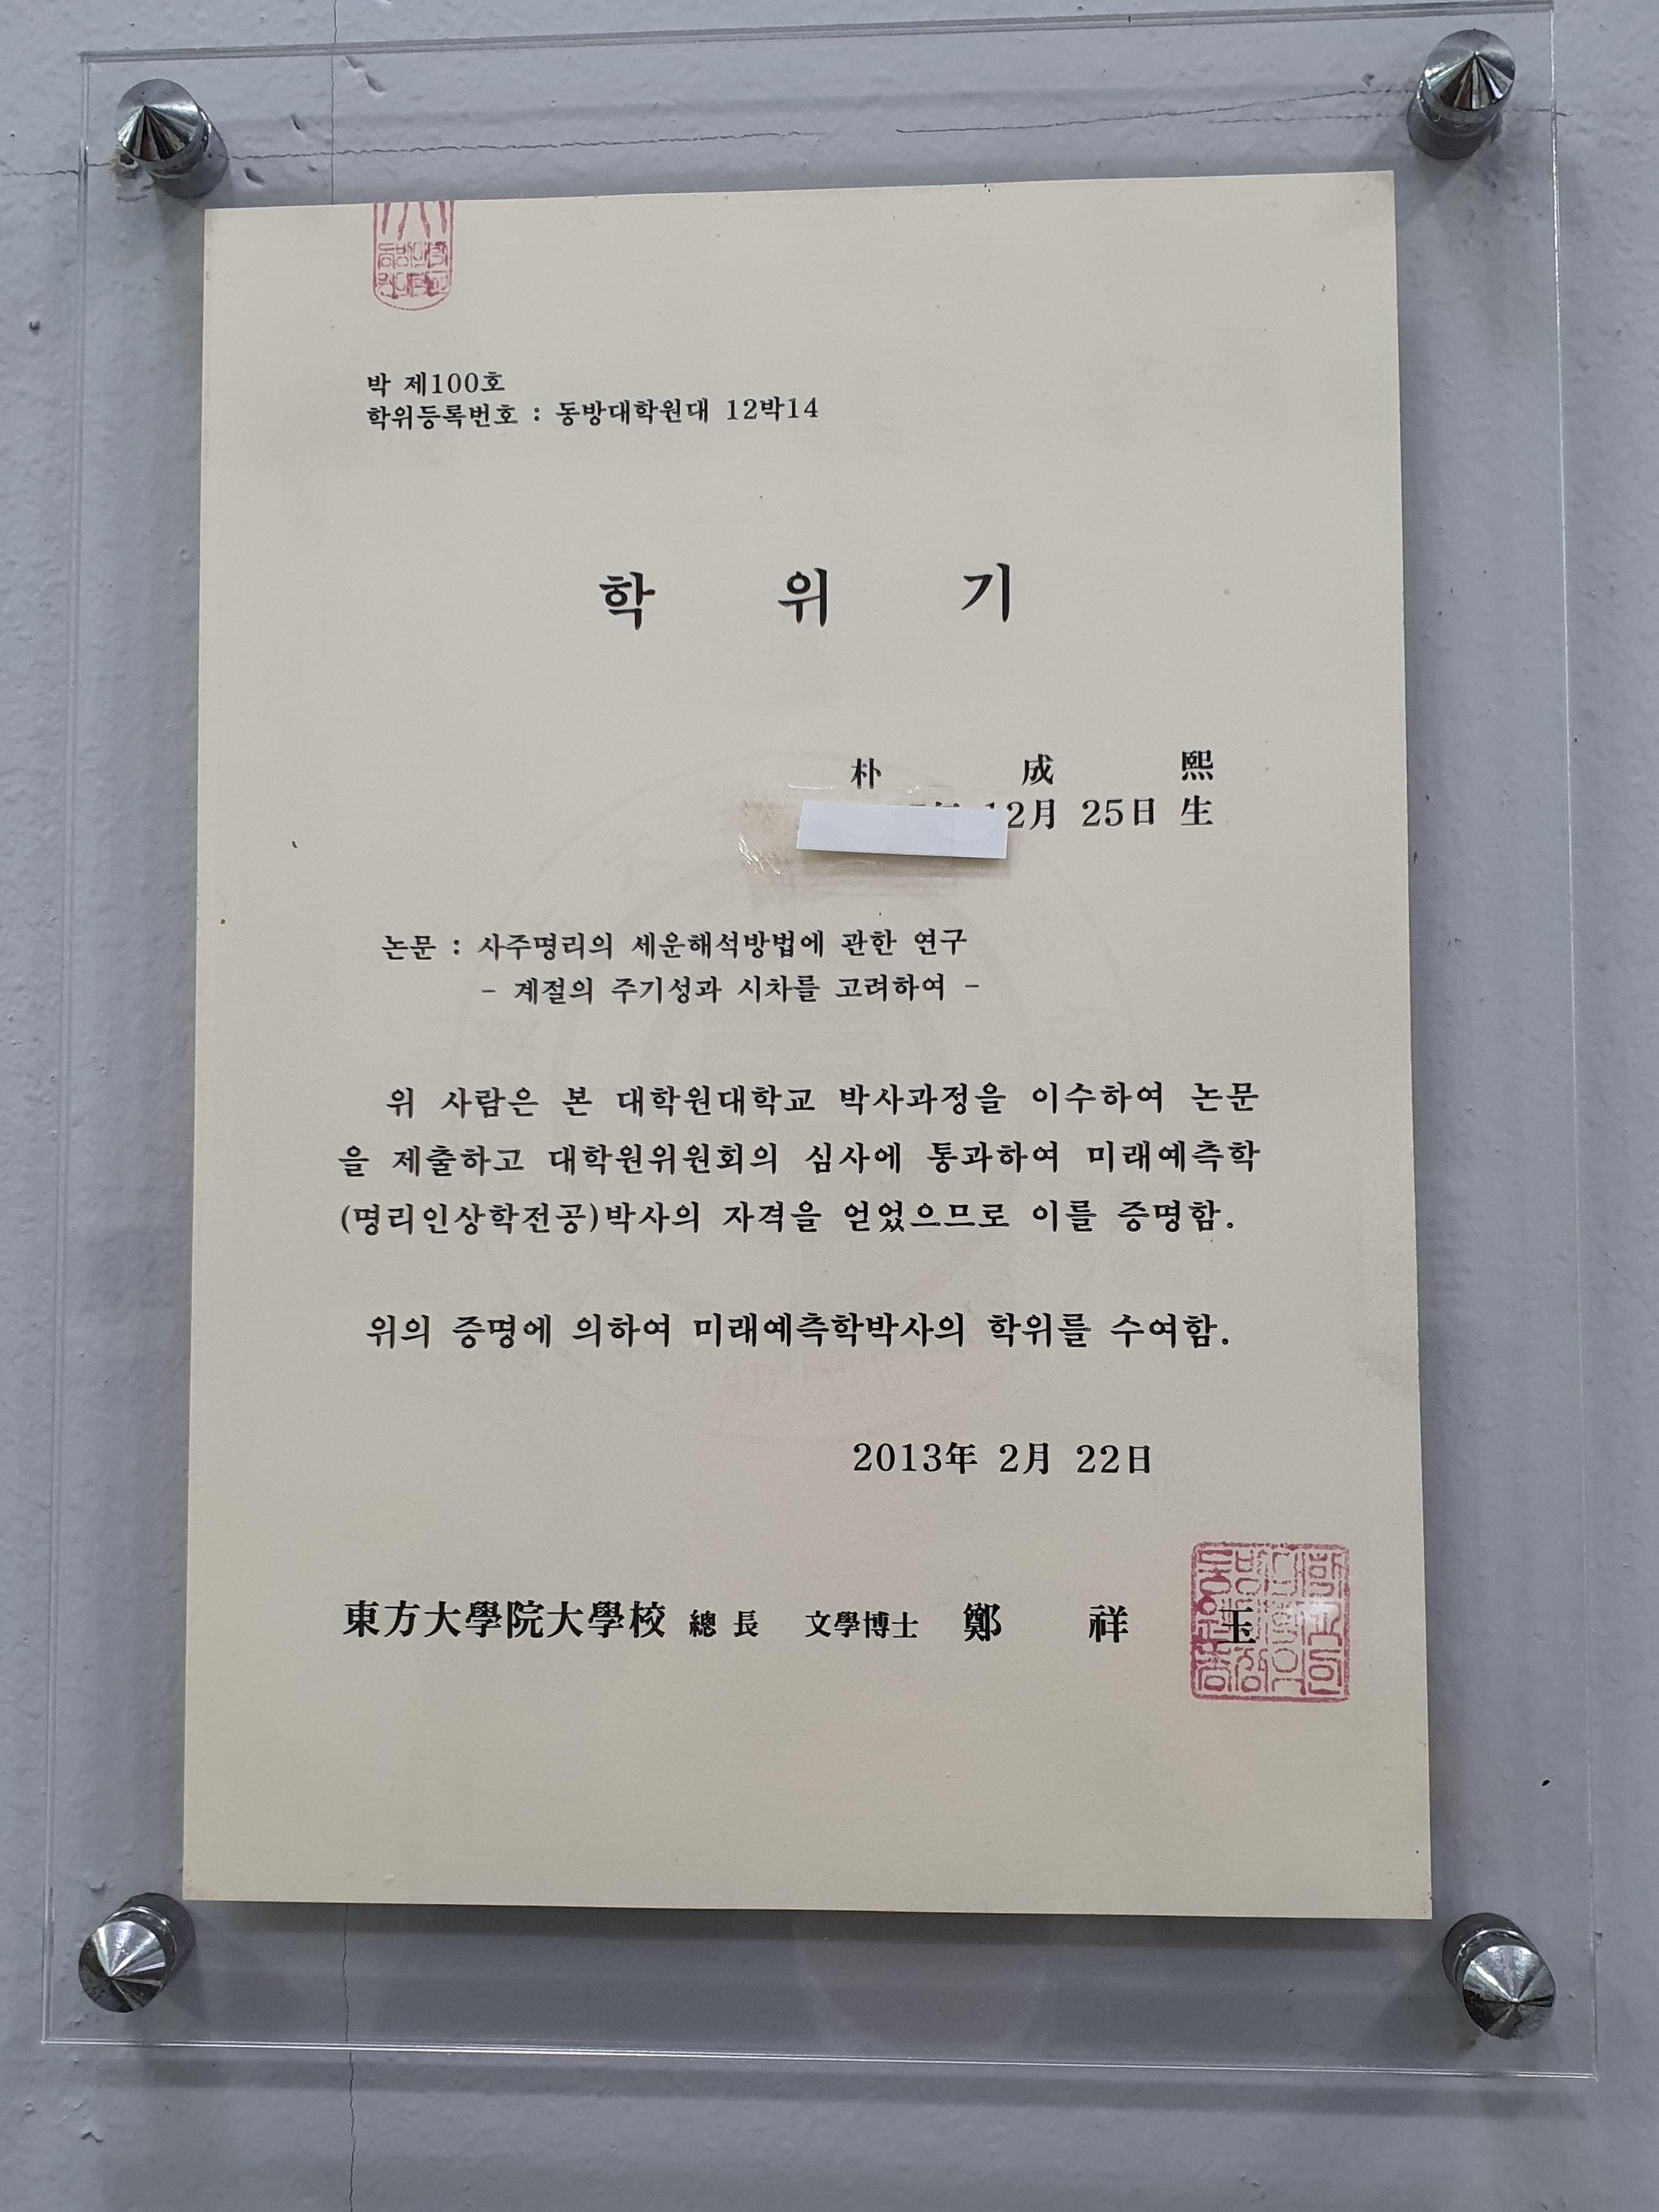 박 제100호
학위등록번호 : 동방대학원대 12박14
학 위 기
朴 成 熙
12月 25日 生
논문 : 사주명리의 세운해석방법에 관한 연구
- 계절의 주기성과 시차를 고려하여 -
위 사람은 본 대학원대학교 박사과정을 이수하여 논문
을 제출하고 대학원위원회의 심사에 통과하여 미래예측학
(명리인상학전공)박사의 자격을 얻었으므로 이를 증명함.
위의 증명에 의하여 미래예측학박사의 학위를 수여함.
2013年 2月 22日
東方大學院大學校 總長 文學博士 鄭 祥 玉